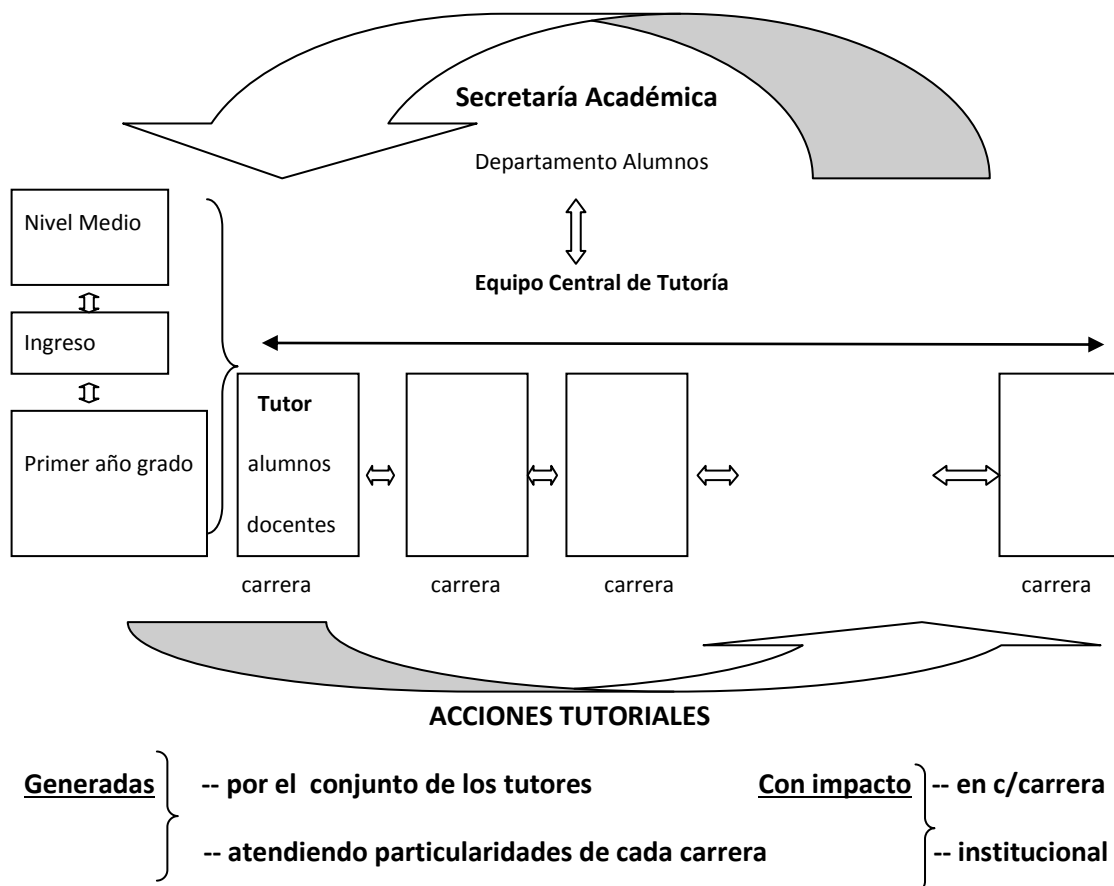 Secretaría Académica
Departamento Alumnos
Nivel Medio
Equipo Central de Tutoría
Ingreso
Tutor
Primer año grado
alumnos
docentes
carrera
carrera
carrera
carrera
ACCIONES TUTORIALES
Generadas -- por el conjunto de los tutores Con impacto -- en c/carrera
-- atendiendo particularidades de cada carrera -- institucional